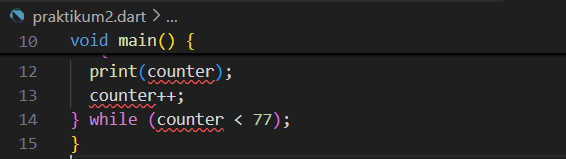 praktikum2.dart > ...
10 void main() {
12 print(counter);
13 counter++;
14 } while (counter < 77);
15 }